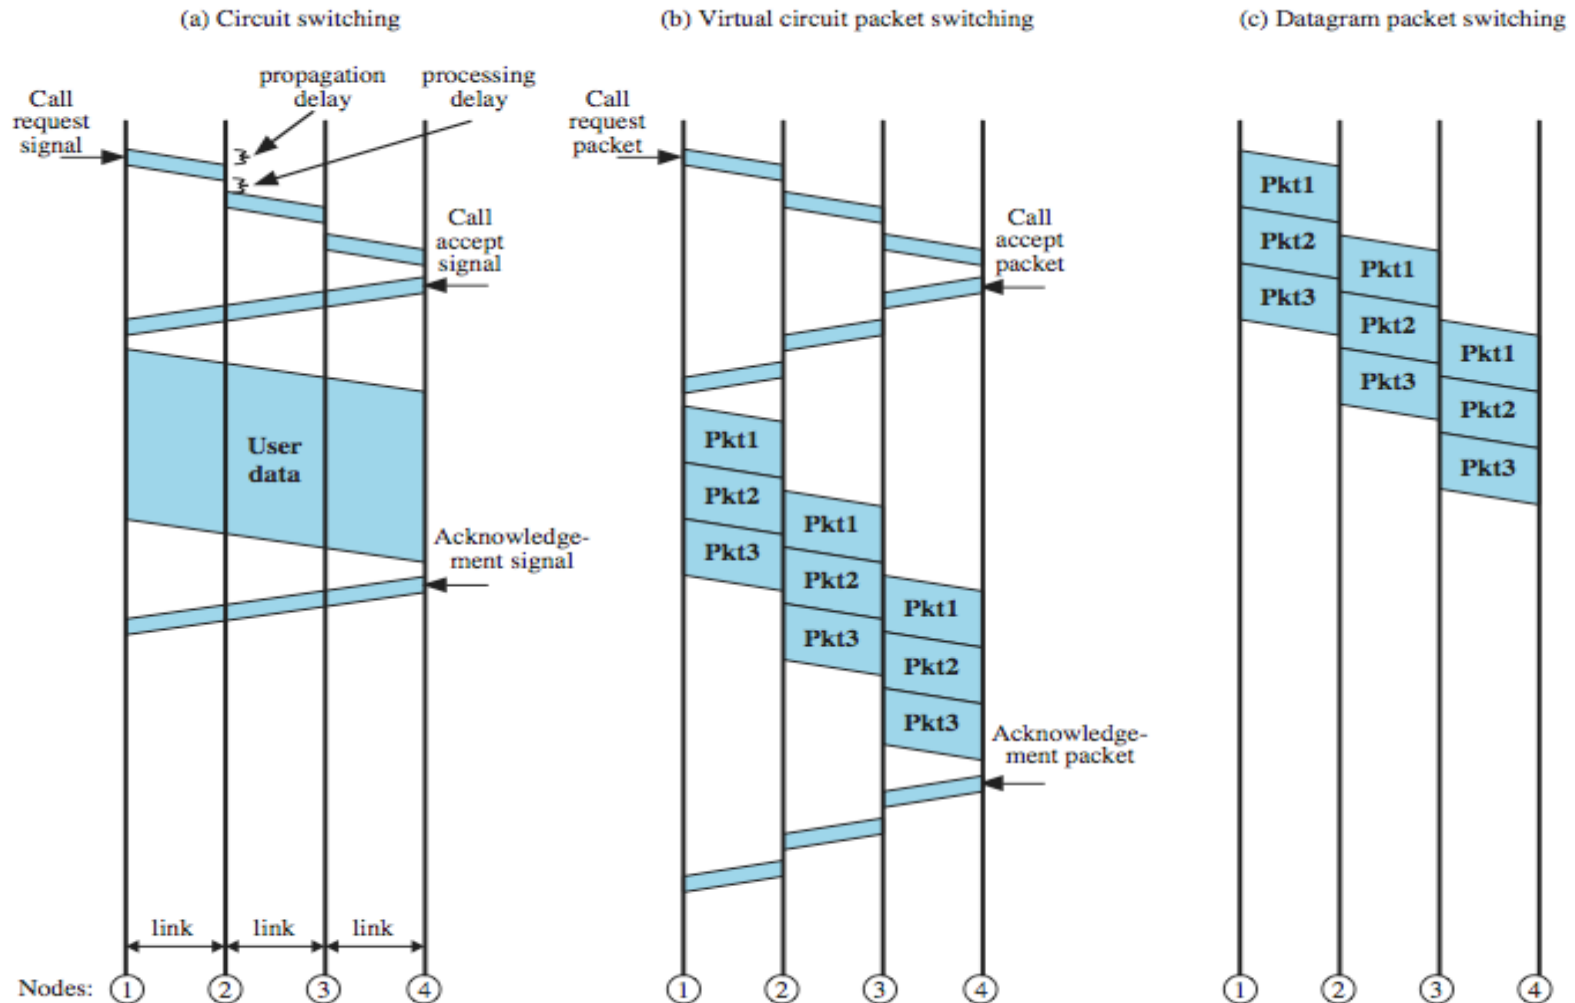 (a) Circuit switching
propagation
delay
processing
delay
Call
request
signal
Call
accept
signal
User
data
Acknowledge-
ment signal
link
link
link
Nodes:
1
2
3
4
(b) Virtual circuit packet switching
Call
request
packet
Call
accept
packet
Pkt1
Pkt2
Pkt3
Pkt1
Pkt2
Pkt3
Pkt1
Pkt2
Pkt3
Acknowledge-
ment packet
1
2
3
4
(c) Datagram packet switching
Pkt1
Pkt2
Pkt3
Pkt1
Pkt2
Pkt3
Pkt1
Pkt2
Pkt3
1
2
3
4